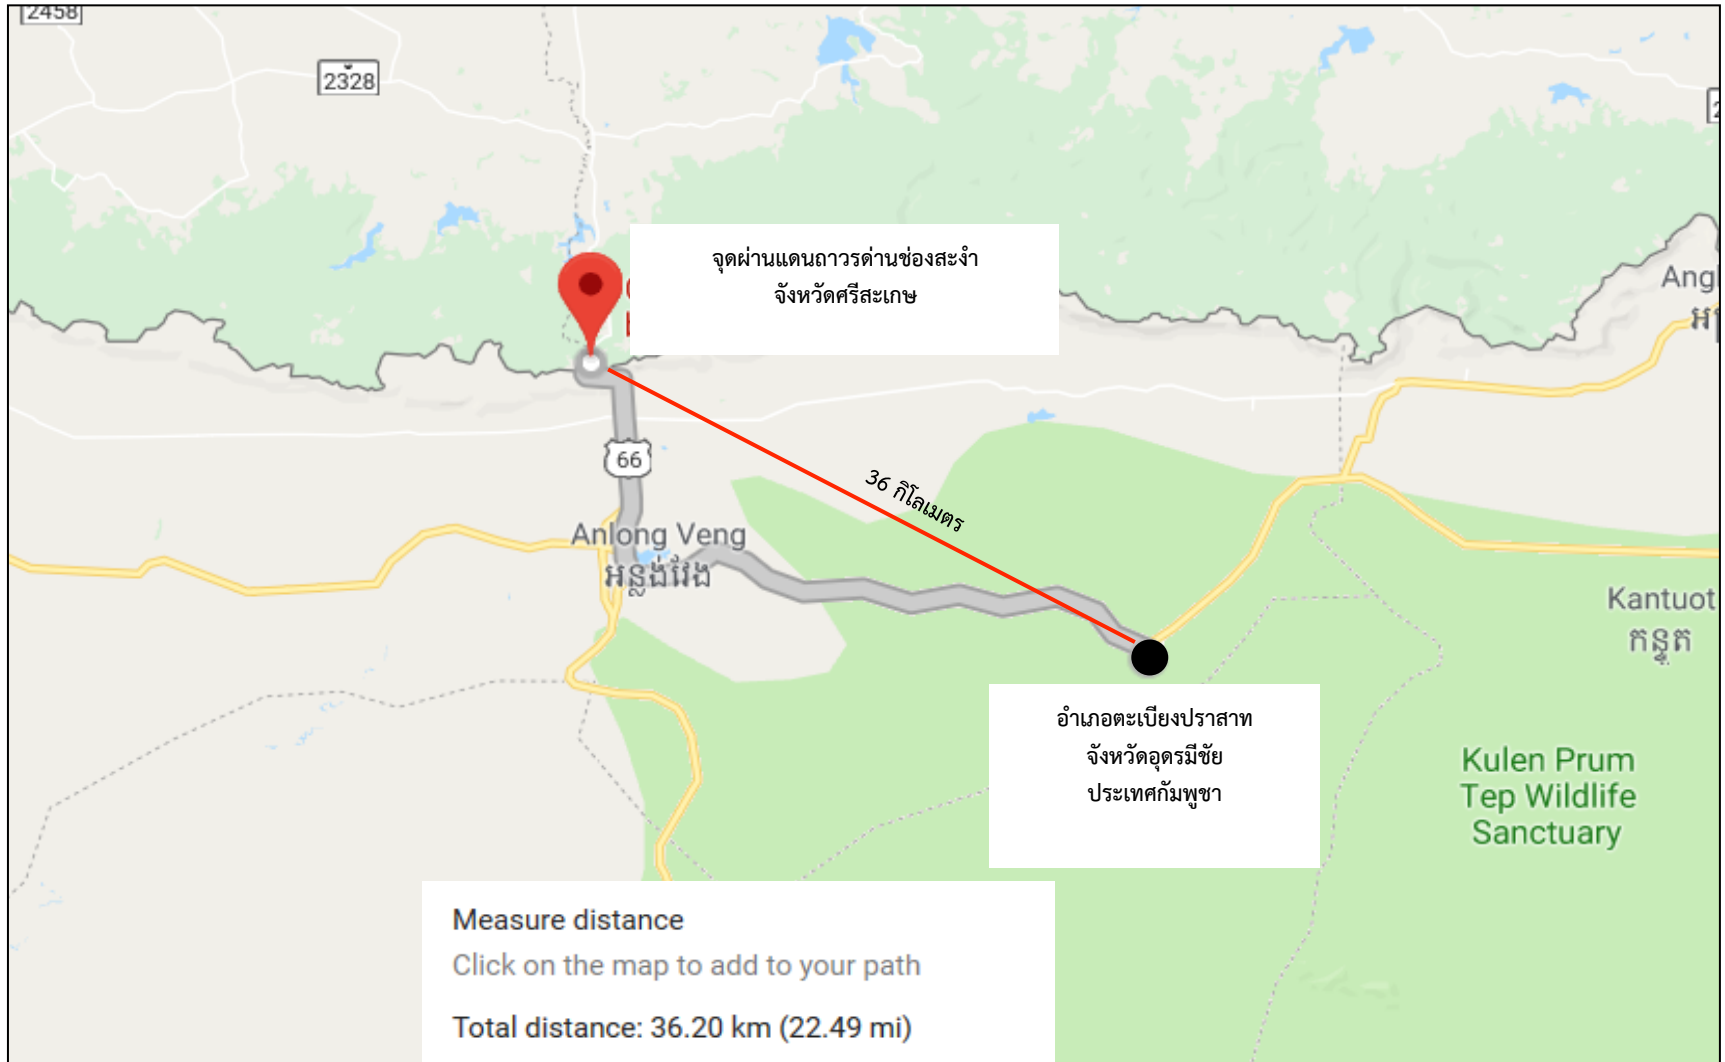 2458
2328
จุดผ่านแดนถาวรด่านช่องสะงำ
จังหวัดศรีสะเกษ
66
36 กิโลเมตร
Anlong Veng
អន្លង់វែង
Kantuot
កន្ទួត
อำเภอตะเบียงปราสาท
จังหวัดอุดรมีชัย
ประเทศกัมพูชา
Kulen Prum
Tep Wildlife
Sanctuary
Measure distance
Click on the map to add to your path
Total distance: 36.20 km (22.49 mi)